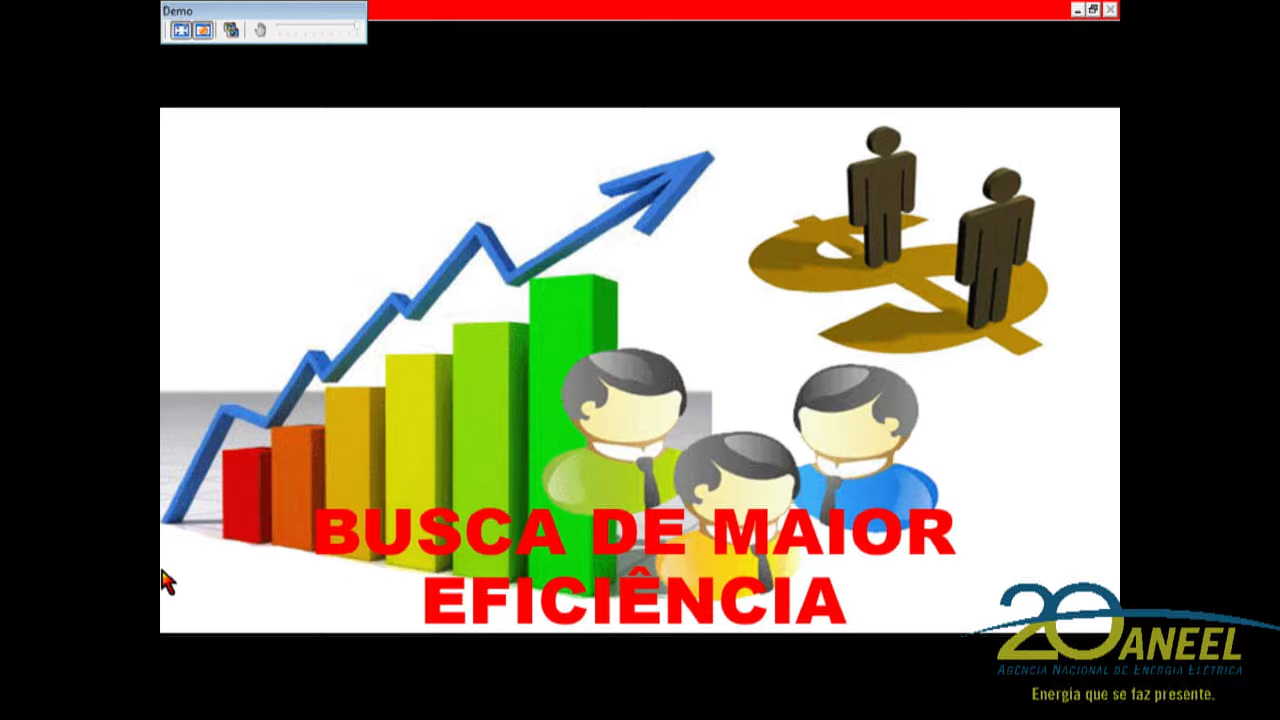 Demo
BUSCA DE MAIOR
EFICIÊNCIA
20 ANEEL
AGÊNCIA NACIONAL DE ENERGIA ELÉTRICA
Energia que se faz presente.